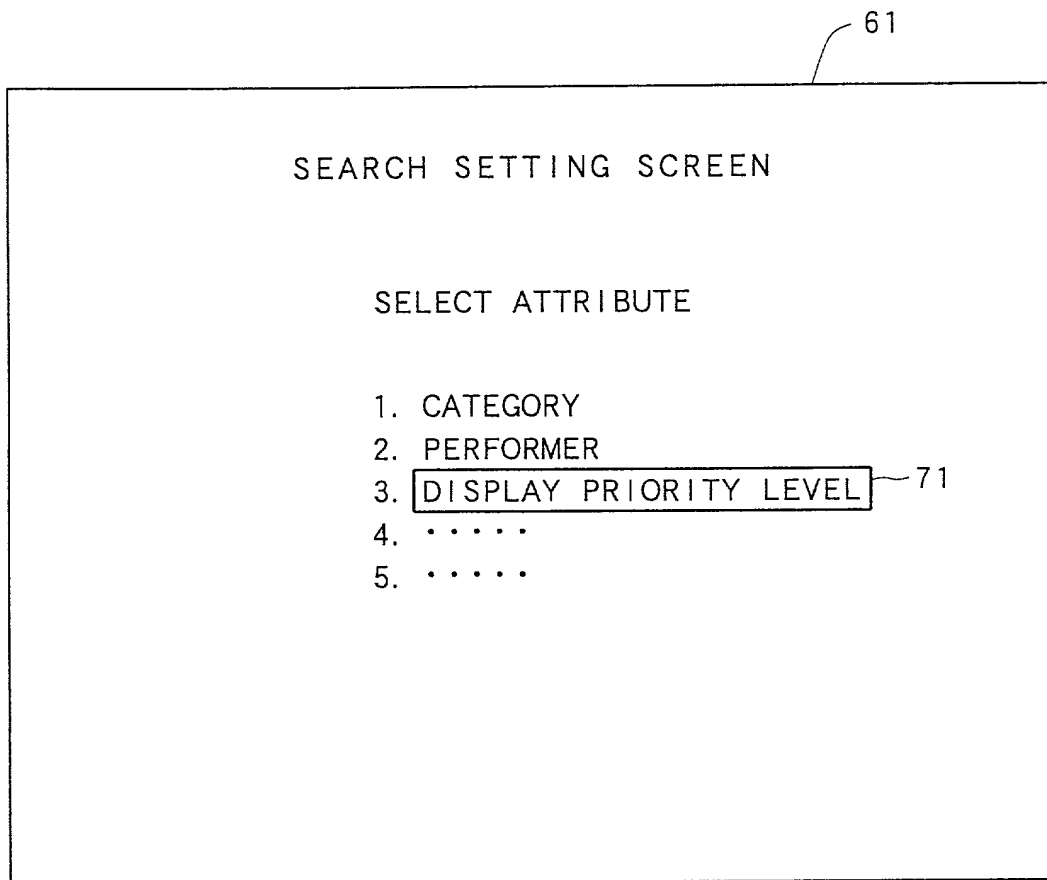 61
SEARCH SETTING SCREEN
SELECT ATTRIBUTE
1. CATEGORY
2. PERFORMER
3. DISPLAY PRIORITY LEVEL 71
4. ・・・・・
5. ・・・・・